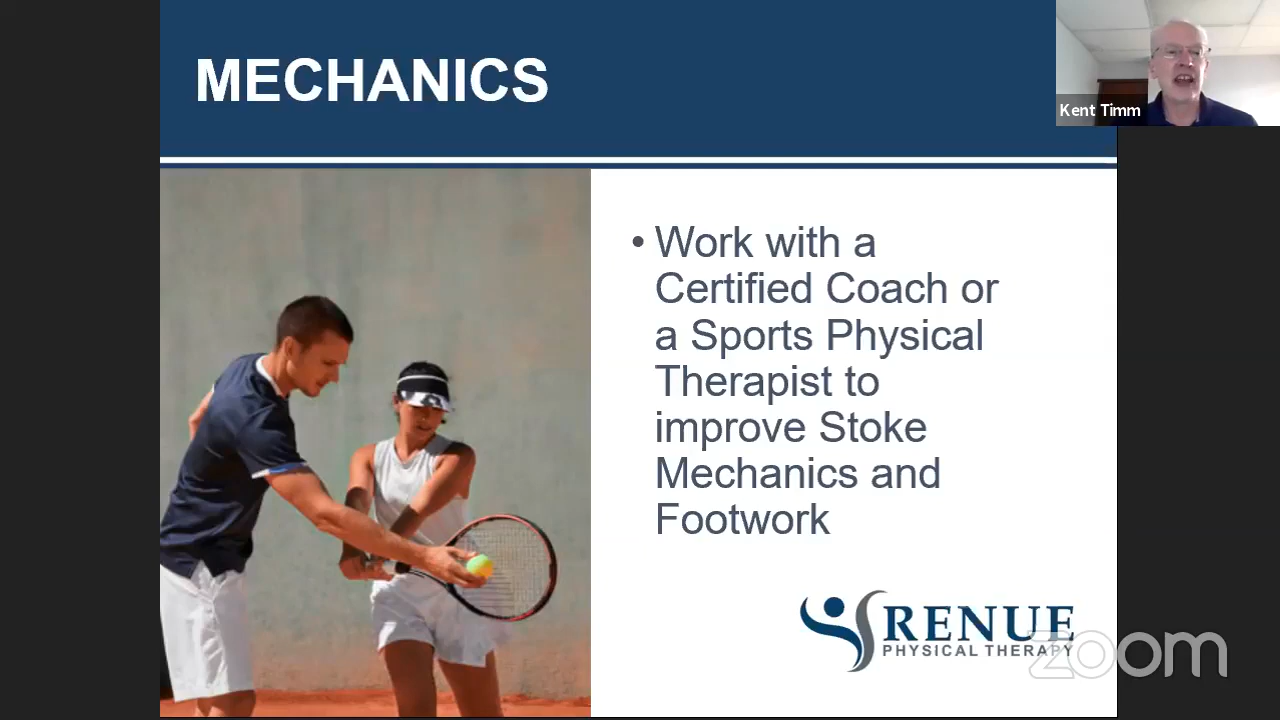 MECHANICS
Kent Timm
• Work with a
Certified Coach or
a Sports Physical
Therapist to
improve Stoke
Mechanics and
Footwork
RENUE
PHYSICAL THERAPY
zoom